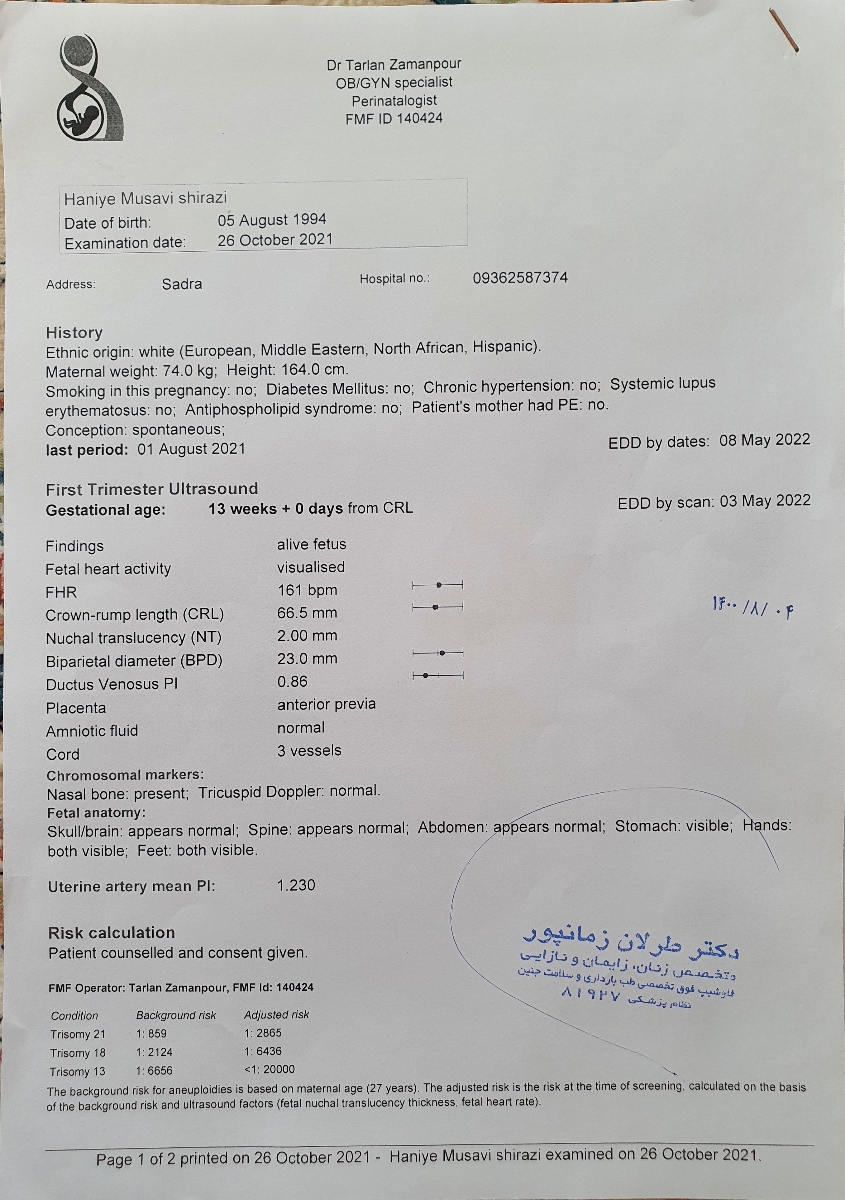 Dr Tarlan Zamanpour
OB/GYN specialist
Perinatalogist
FMF ID 140424
Haniye Musavi shirazi
Date of birth: 05 August 1994
Examination date: 26 October 2021
Address: Sadra Hospital no.: 09362587374
History
Ethnic origin: white (European, Middle Eastern, North African, Hispanic).
Maternal weight: 74.0 kg; Height: 164.0 cm.
Smoking in this pregnancy: no; Diabetes Mellitus: no; Chronic hypertension: no; Systemic lupus
erythematosus: no; Antiphospholipid syndrome: no; Patient's mother had PE: no.
Conception: spontaneous;
last period: 01 August 2021 EDD by dates: 08 May 2022
First Trimester Ultrasound
Gestational age: 13 weeks + 0 days from CRL EDD by scan: 03 May 2022
Findings alive fetus
Fetal heart activity visualised
FHR 161 bpm
۱۴۰۰/۸/۰۴
Crown-rump length (CRL) 66.5 mm
Nuchal translucency (NT) 2.00 mm
Biparietal diameter (BPD) 23.0 mm
Ductus Venosus PI 0.86
Placenta anterior previa
Amniotic fluid normal
Cord 3 vessels
Chromosomal markers:
Nasal bone: present; Tricuspid Doppler: normal.
Fetal anatomy:
Skull/brain: appears normal; Spine: appears normal; Abdomen: appears normal; Stomach: visible; Hands:
both visible; Feet: both visible.
Uterine artery mean PI: 1.230
Risk calculation
Patient counselled and consent given.
دکتر طرلان زمانپور
متخصص زنان، زایمان و نازایی
فلوشیپ فوق تخصصی طب بارداری و سلامت جنین
نظام پزشکی ۸۱۹۲۷
FMF Operator: Tarlan Zamanpour, FMF Id: 140424
Condition Background risk Adjusted risk
Trisomy 21 1: 859 1: 2865
Trisomy 18 1: 2124 1: 6436
Trisomy 13 1: 6656 <1: 20000
The background risk for aneuploidies is based on maternal age (27 years). The adjusted risk is the risk at the time of screening, calculated on the basis
of the background risk and ultrasound factors (fetal nuchal translucency thickness, fetal heart rate).
Page 1 of 2 printed on 26 October 2021 - Haniye Musavi shirazi examined on 26 October 2021.